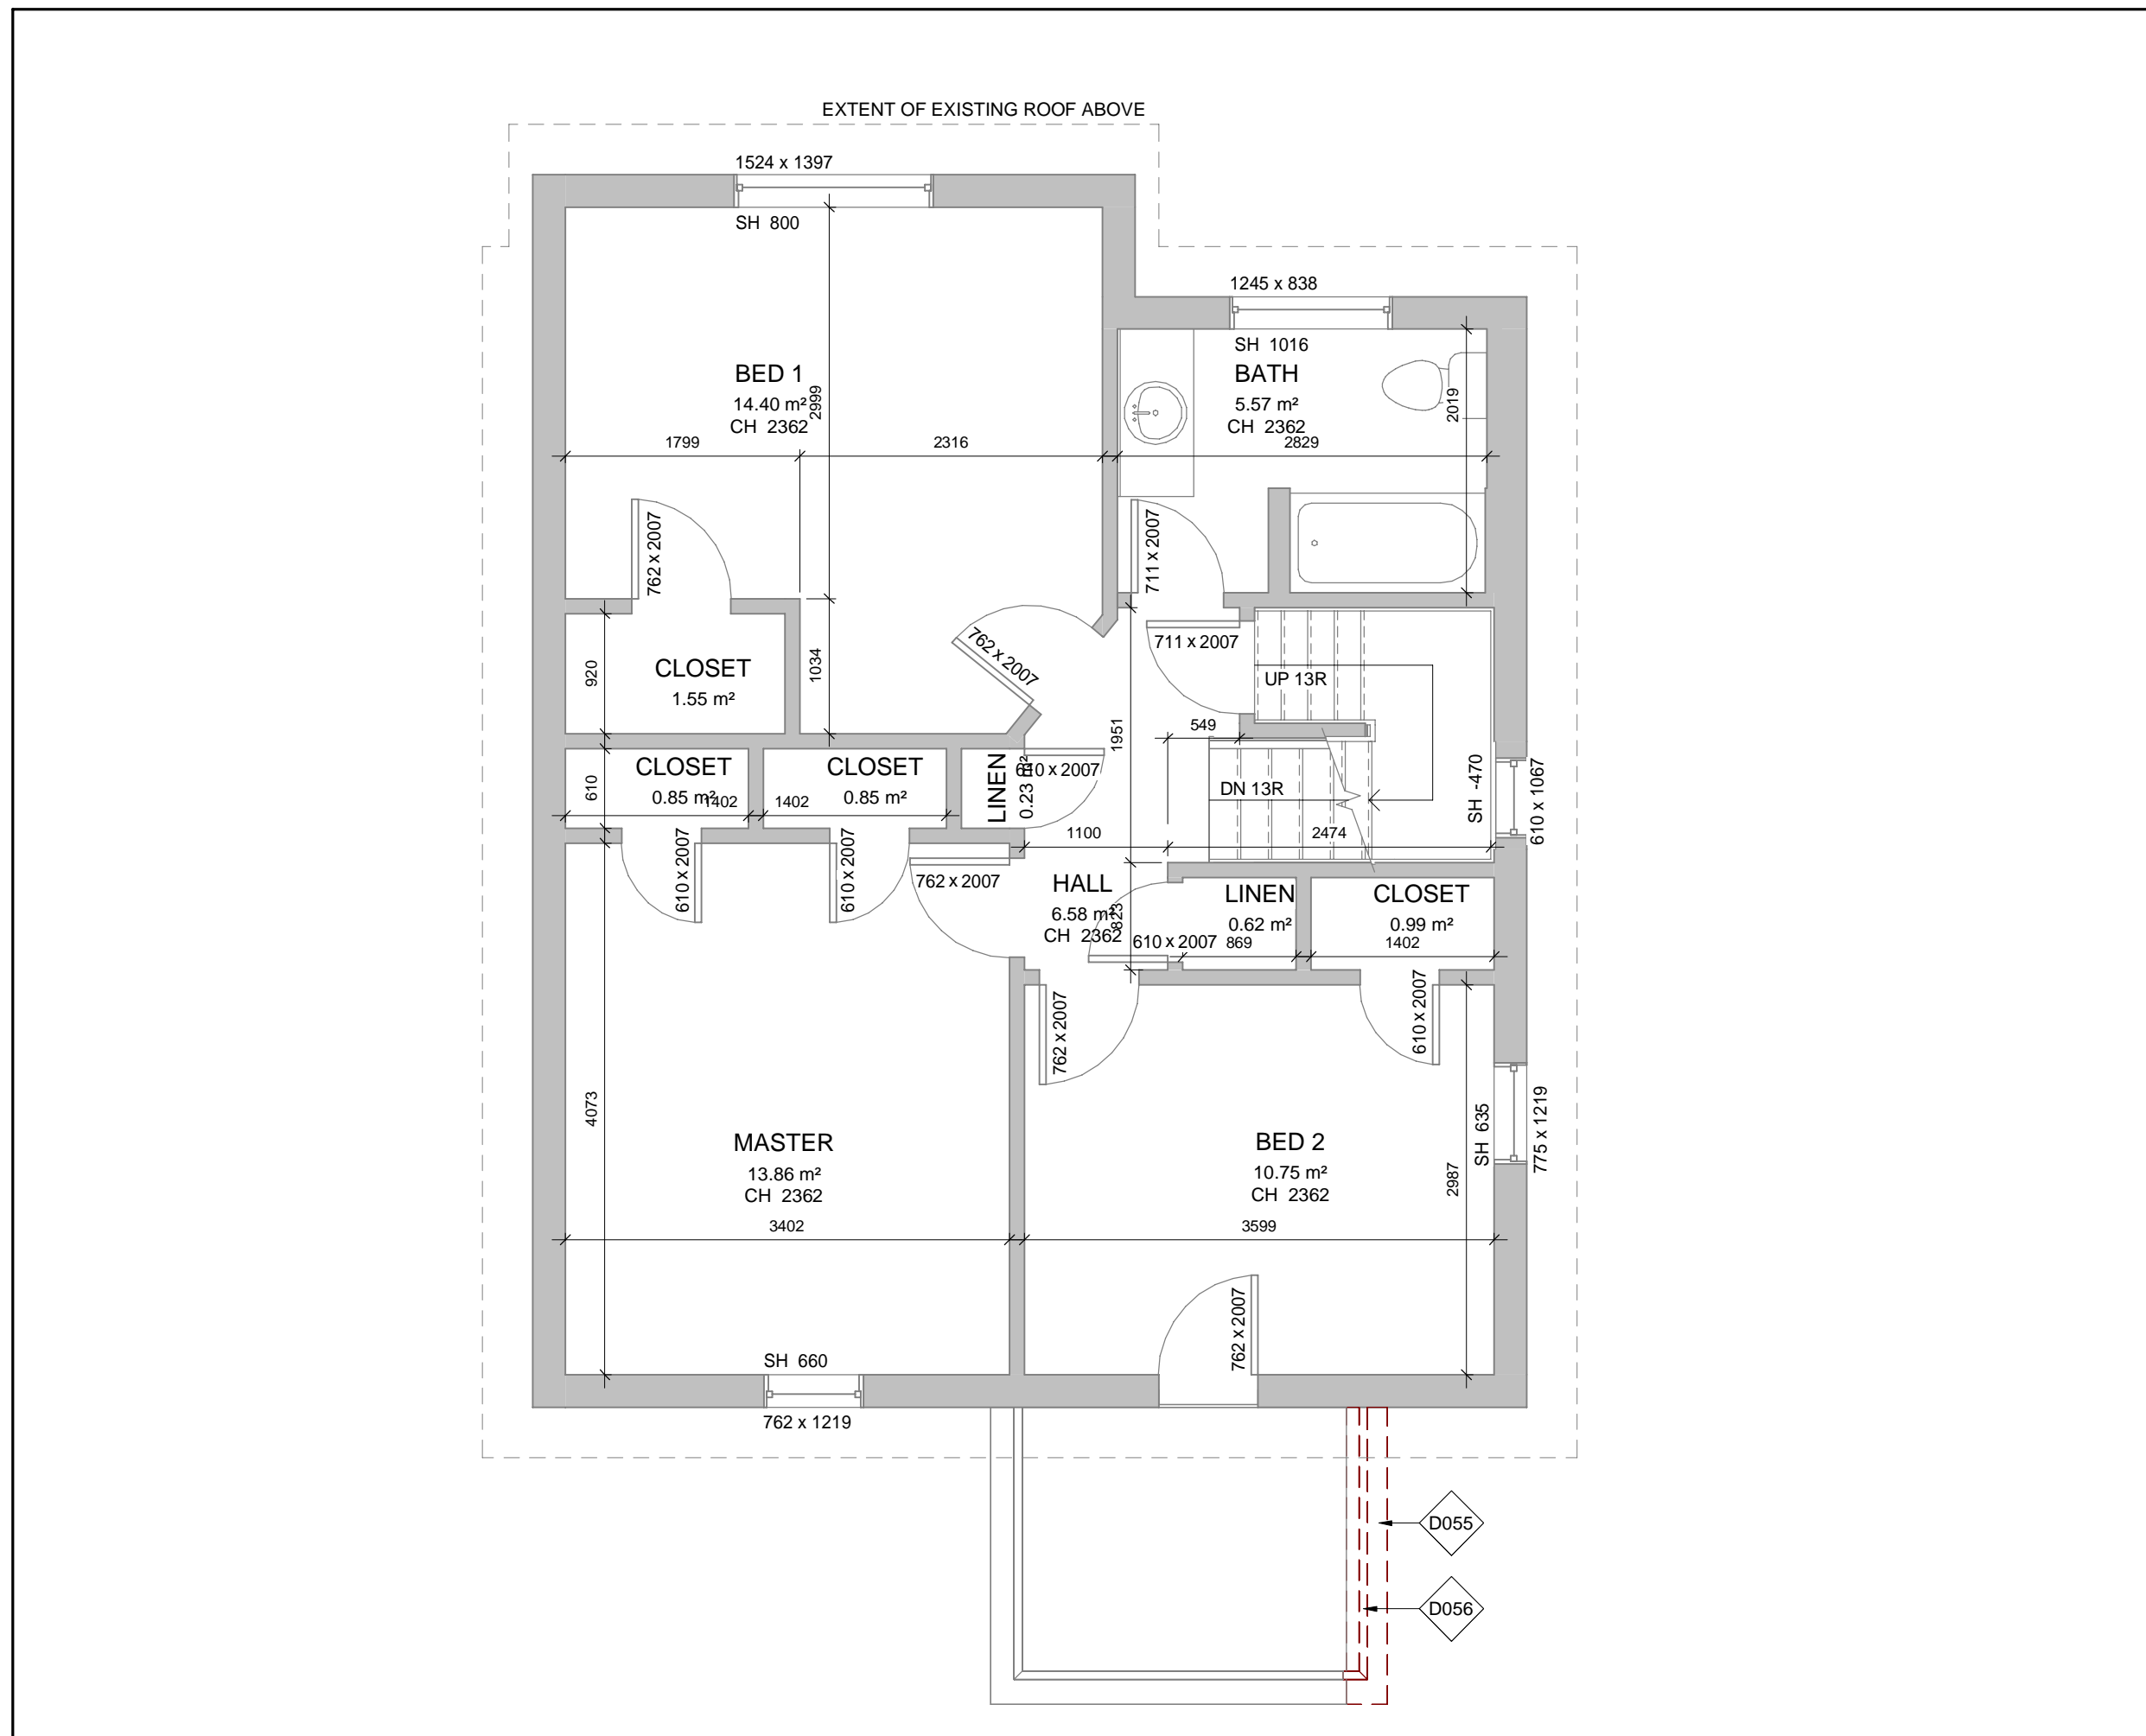 EXTENT OF EXISTING ROOF ABOVE
1524 x 1397
SH 800
1245 x 838
SH 1016
BED 1
14.40 m²
CH 2362
2999
BATH
5.57 m²
CH 2362
2019
1799
2316
2829
762 x 2007
711 x 2007
711 x 2007
762 x 2007
CLOSET
1.55 m²
920
1034
UP 13R
549
1951
CLOSET
0.85 m²
1402
610
CLOSET
0.85 m²
1402
LINEN
0.23 m²
610 x 2007
DN 13R
SH -470
610 x 1067
1100
2474
610 x 2007
610 x 2007
762 x 2007
HALL
6.58 m²
CH 2362
823
LINEN
0.62 m²
CLOSET
0.99 m²
610 x 2007
869
1402
762 x 2007
610 x 2007
4073
MASTER
13.86 m²
CH 2362
3402
BED 2
10.75 m²
CH 2362
3599
2987
SH 635
775 x 1219
762 x 2007
SH 660
762 x 1219
D055
D056